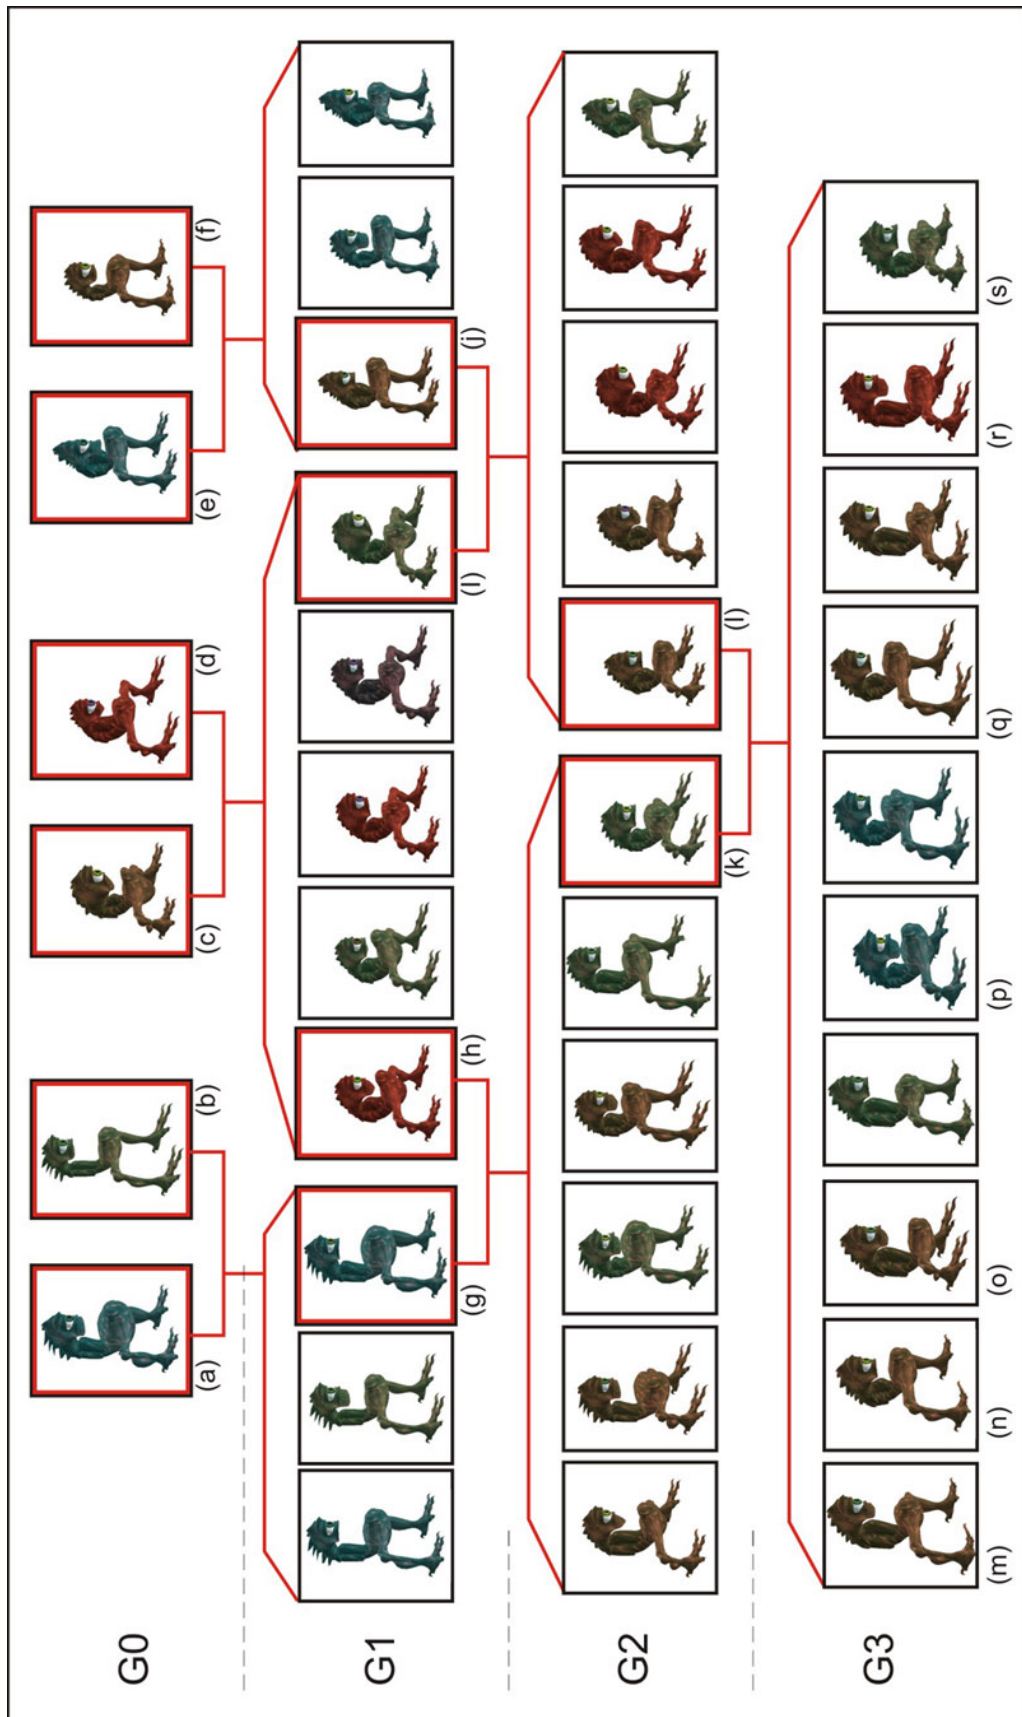 G0
(a) (b) (c) (d) (e) (f)
G1
(g) (h) (l) (j)
G2
(k) (l)
G3
(m) (n) (o) (p) (q) (r) (s)